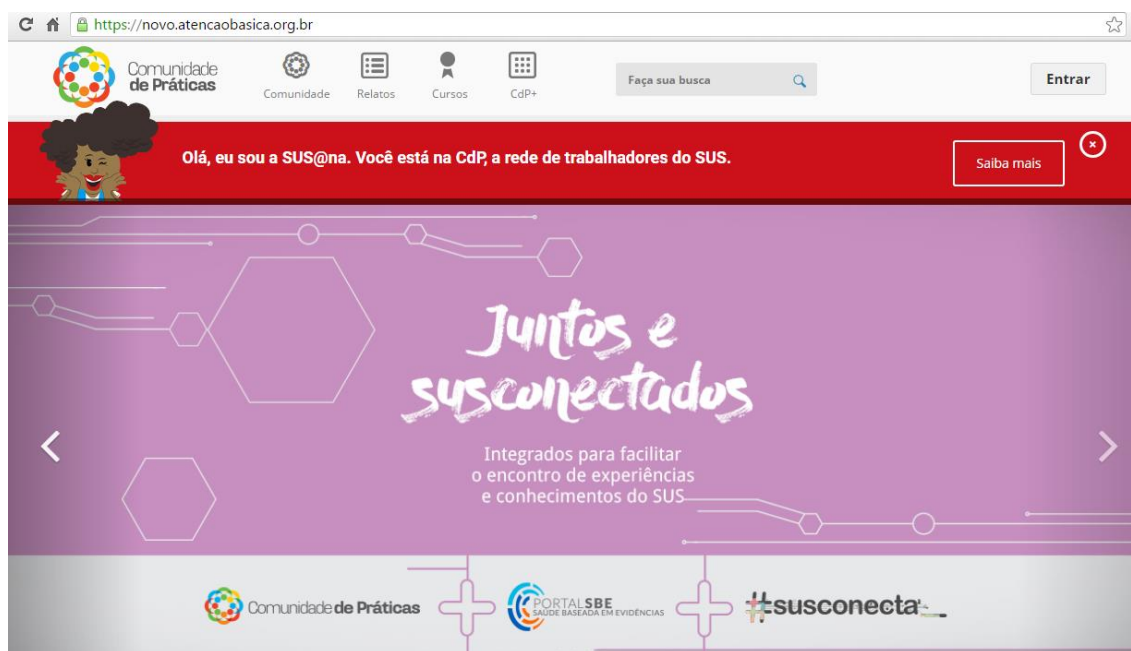 https://novo.atencaobasica.org.br
Comunidade
de Práticas
Comunidade
Relatos
Cursos
CdP+
Faça sua busca
Entrar
Olá, eu sou a SUS@na. Você está na CdP, a rede de trabalhadores do SUS.
Saiba mais
Juntos e
susconectados
Integrados para facilitar
o encontro de experiências
e conhecimentos do SUS
Comunidade de Práticas
PORTALSBE
SAÚDE BASEADA EM EVIDÊNCIAS
#susconecta